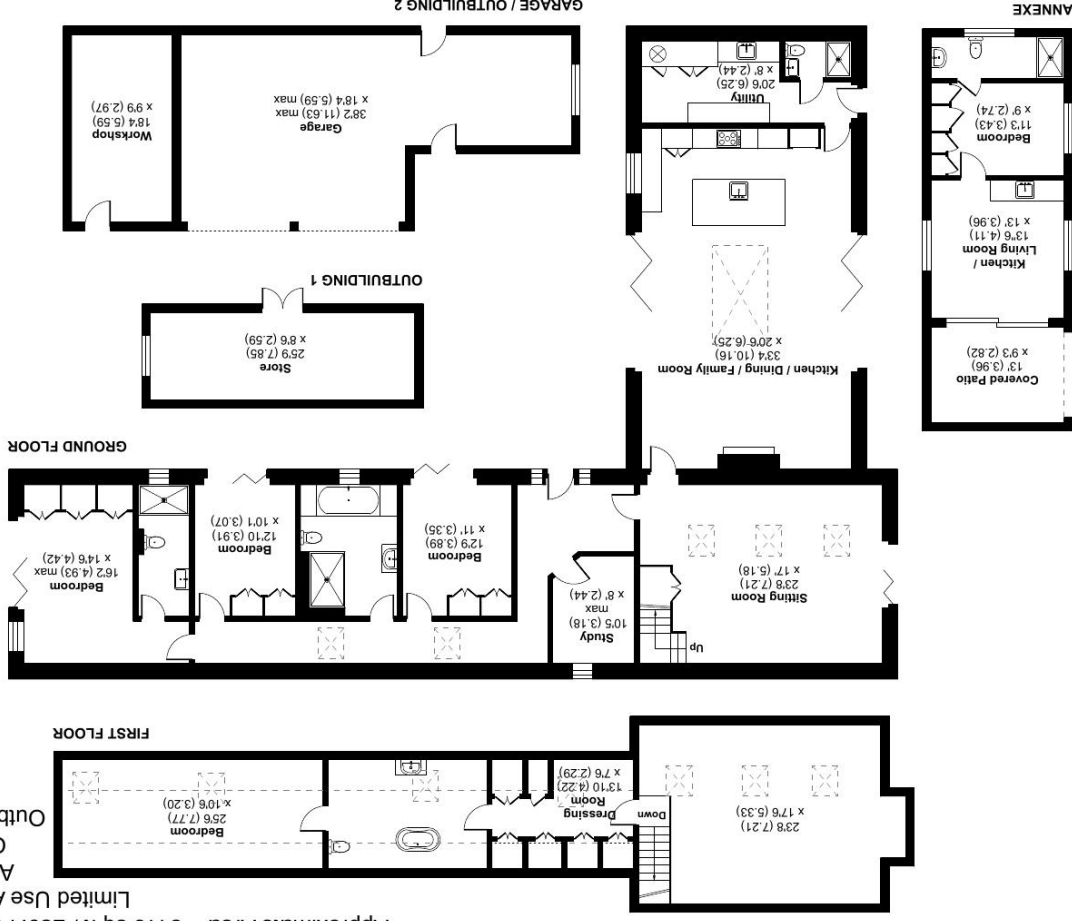 Limited Use A
A
O
Outbu
23'8 (7.21)
x 17'6 (5.33)
Down
Dressing
Room
13'10 (4.22)
x 7'6 (2.29)
Bedroom
25'6 (7.77)
x 10'6 (3.20)
FIRST FLOOR
Up
Sitting Room
23'8 (7.21)
x 17' (5.18)
Study
10'5 (3.18)
max
x 8' (2.44)
Bedroom
12'9 (3.89)
x 11' (3.35)
Bedroom
12'10 (3.91)
x 10'1 (3.07)
Bedroom
16'2 (4.93) max
x 14'6 (4.42)
GROUND FLOOR
Covered Patio
13' (3.96)
x 9'3 (2.82)
Kitchen /
Living Room
13'6 (4.11)
x 13' (3.96)
Bedroom
11'3 (3.43)
x 9' (2.74)
ANNEXE
Kitchen / Dining / Family Room
33'4 (10.16)
x 20'6 (6.25)
Utility
20'6 (6.25)
x 8' (2.44)
Store
25'9 (7.85)
x 8'6 (2.59)
OUTBUILDING 1
Garage
38'2 (11.63) max
x 18'4 (5.59) max
Workshop
18'4 (5.59)
x 9'9 (2.97)
GARAGE / OUTBUILDING 2